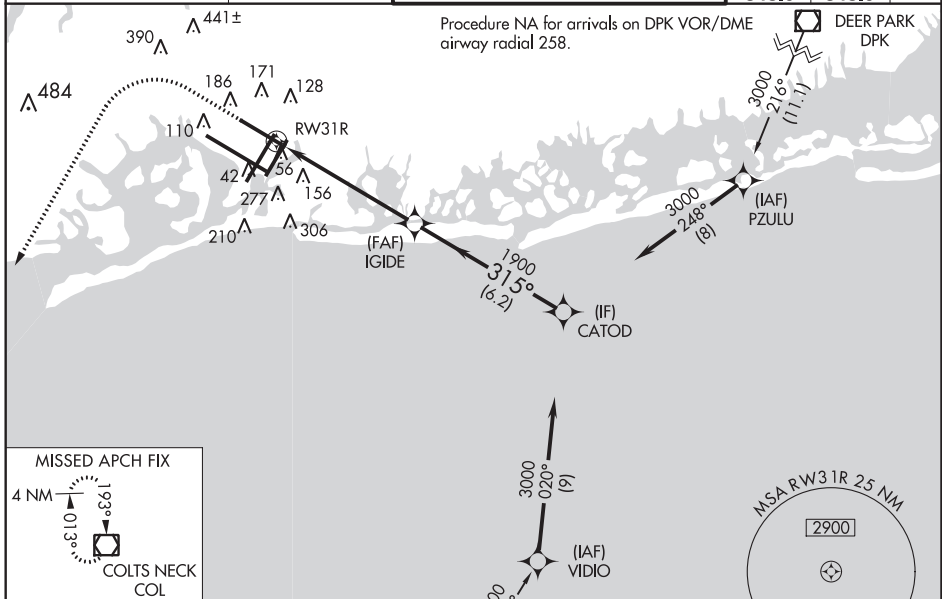 Procedure NA for arrivals on DPK VOR/DME
airway radial 258.
DEER PARK
DPK
441±
390
484
186
171
128
110
RW31R
42
56
156
277
210
306
3000
216°
(11.1)
(IAF)
PZULU
3000
248°
(8)
(FAF)
IGIDE
1900
315°
(6.2)
(IF)
CATOD
3000
020°
(9)
(IAF)
VIDIO
MISSED APCH FIX
4 NM
193°
013°
COLTS NECK
COL
MSA RW31R 25 NM
2900